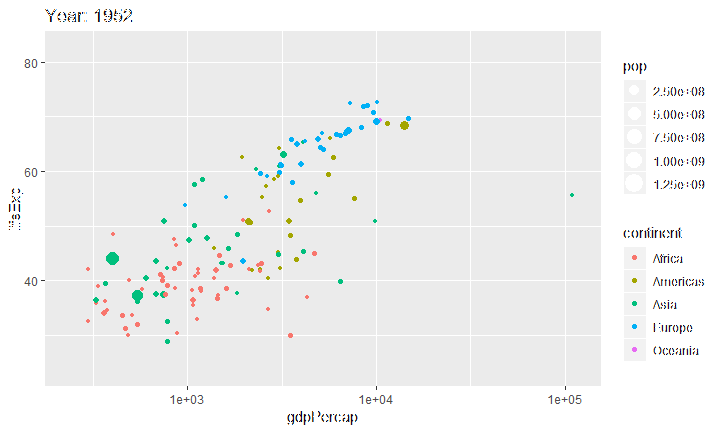 Year: 1952
80
60
40
lifeExp
1e+03
1e+04
1e+05
gdpPercap
pop
2.50e+08
5.00e+08
7.50e+08
1.00e+09
1.25e+09
continent
Africa
Americas
Asia
Europe
Oceania